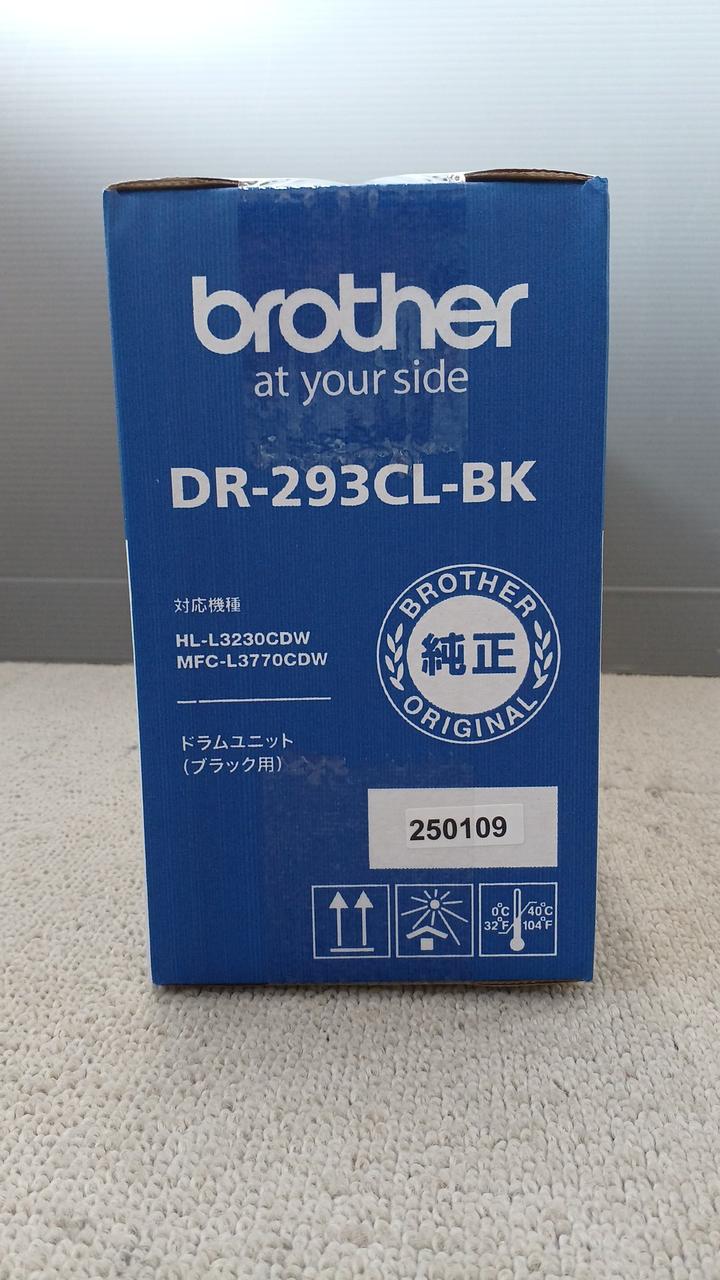 brother
at your side
DR-293CL-BK
対応機種
HL-L3230CDW
MFC-L3770CDW
ドラムユニット
（ブラック用）
BROTHER
純正
ORIGINAL
250109
0°C 40°C
32°F 104°F